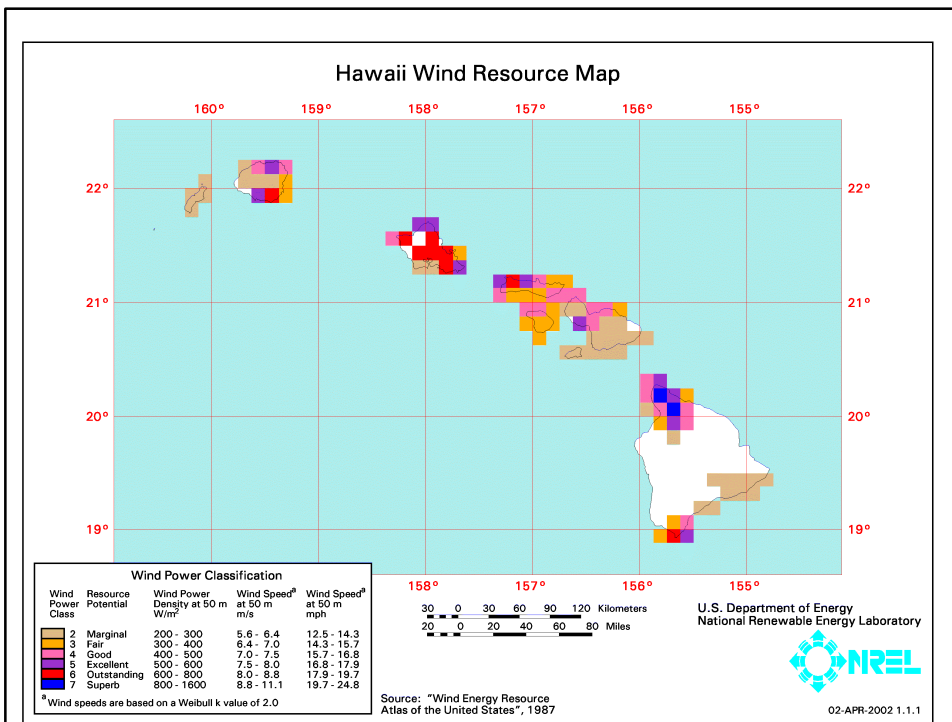 Hawaii Wind Resource Map
160° 159° 158° 157° 156° 155°
22° 22°
21° 21°
20° 20°
19° 19°
158° 157° 156° 155°
Wind Power Classification
Wind Power Class Resource Potential Wind Power Density at 50 m W/m² Wind Speedᵃ at 50 m m/s Wind Speedᵃ at 50 m mph
2 Marginal 200 - 300 5.6 - 6.4 12.5 - 14.3
3 Fair 300 - 400 6.4 - 7.0 14.3 - 15.7
4 Good 400 - 500 7.0 - 7.5 15.7 - 16.8
5 Excellent 500 - 600 7.5 - 8.0 16.8 - 17.9
6 Outstanding 600 - 800 8.0 - 8.8 17.9 - 19.7
7 Superb 800 - 1600 8.8 - 11.1 19.7 - 24.8
ᵃ Wind speeds are based on a Weibull k value of 2.0
30 0 30 60 90 120 Kilometers
20 0 20 40 60 80 Miles
Source: "Wind Energy Resource
Atlas of the United States", 1987
U.S. Department of Energy
National Renewable Energy Laboratory
NREL
02-APR-2002 1.1.1